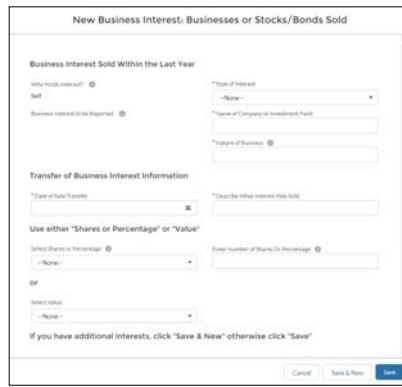 New Business Interest: Businesses or Stocks/Bonds Sold
Business Interest Sold Within the Last Year
Who Holds Interest?
* Type of Interest
Self
--None--
Business Interest to be Reported
* Name of Company or Investment Fund
* Nature of Business
Transfer of Business Interest Information
* Date of Sale/Transfer
* Describe What Interest Was Sold
Use either "Shares or Percentage" or "Value"
Select Shares or Percentage
Enter Number of Shares Or Percentage
--None--
or
Select Value
--None--
If you have additional interests, click "Save & New" otherwise click "Save"
Cancel
Save & New
Save